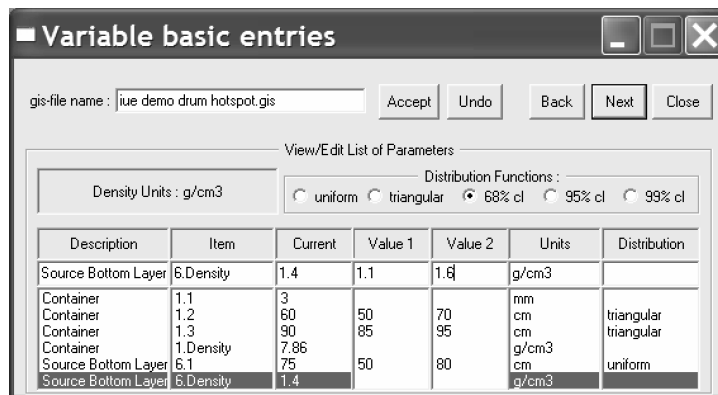 Variable basic entries
gis-file name : iue demo drum hotspot.gis Accept Undo Back Next Close
View/Edit List of Parameters
Density Units : g/cm3
Distribution Functions :
uniform triangular 68% cl 95% cl 99% cl
Description Item Current Value 1 Value 2 Units Distribution
Source Bottom Layer 6.Density 1.4 1.1 1.6 g/cm3
Container 1.1 3 mm
Container 1.2 60 50 70 cm triangular
Container 1.3 90 85 95 cm triangular
Container 1.Density 7.86 g/cm3
Source Bottom Layer 6.1 75 50 80 cm uniform
Source Bottom Layer 6.Density 1.4 g/cm3